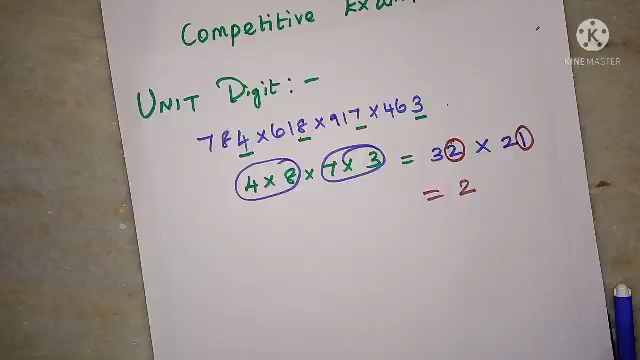 Competitive
UNIT Digit:-
784 × 618 × 917 × 463
4 × 8 × 7 × 3 = 32 × 21
= 2
K
KINEMASTER